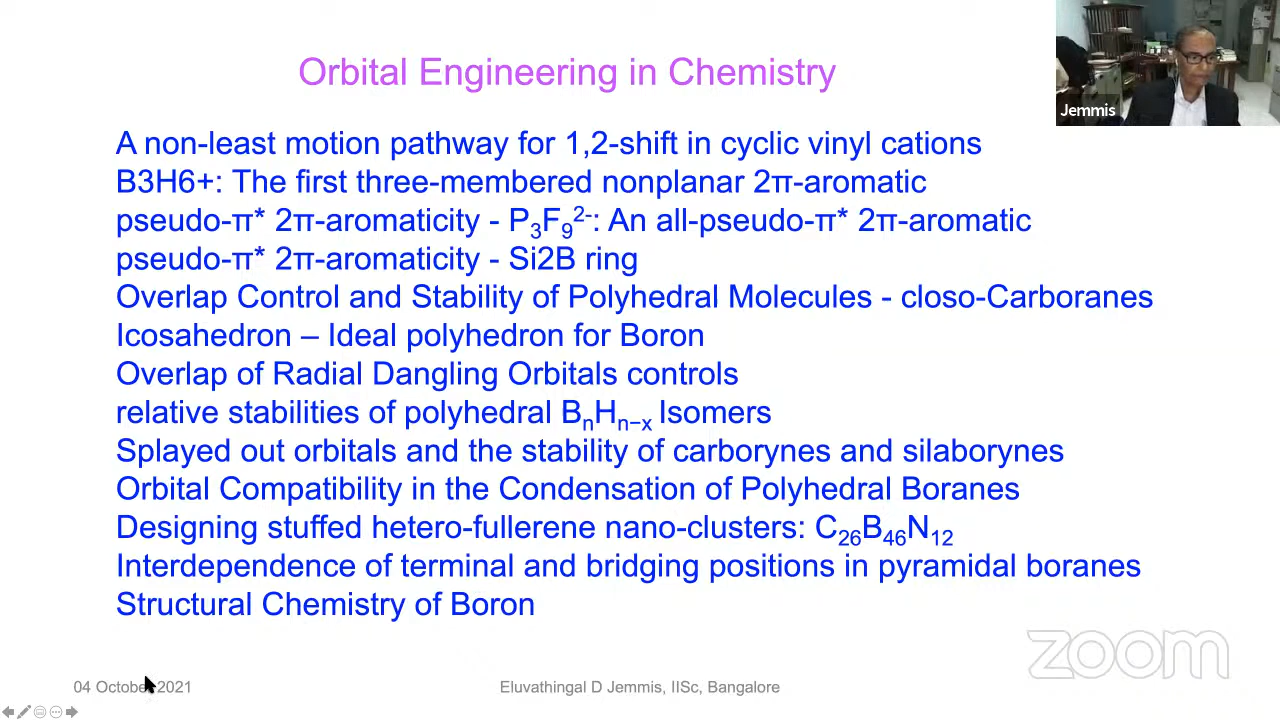 Orbital Engineering in Chemistry
Jemmis
A non-least motion pathway for 1,2-shift in cyclic vinyl cations
B3H6+: The first three-membered nonplanar 2π-aromatic
pseudo-π* 2π-aromaticity - P₃F₉²⁻: An all-pseudo-π* 2π-aromatic
pseudo-π* 2π-aromaticity - Si2B ring
Overlap Control and Stability of Polyhedral Molecules - closo-Carboranes
Icosahedron – Ideal polyhedron for Boron
Overlap of Radial Dangling Orbitals controls
relative stabilities of polyhedral BₙHₙ₋ₓ Isomers
Splayed out orbitals and the stability of carborynes and silaborynes
Orbital Compatibility in the Condensation of Polyhedral Boranes
Designing stuffed hetero-fullerene nano-clusters: C₂₆B₄₆N₁₂
Interdependence of terminal and bridging positions in pyramidal boranes
Structural Chemistry of Boron
zoom
04 October 2021
Eluvathingal D Jemmis, IISc, Bangalore